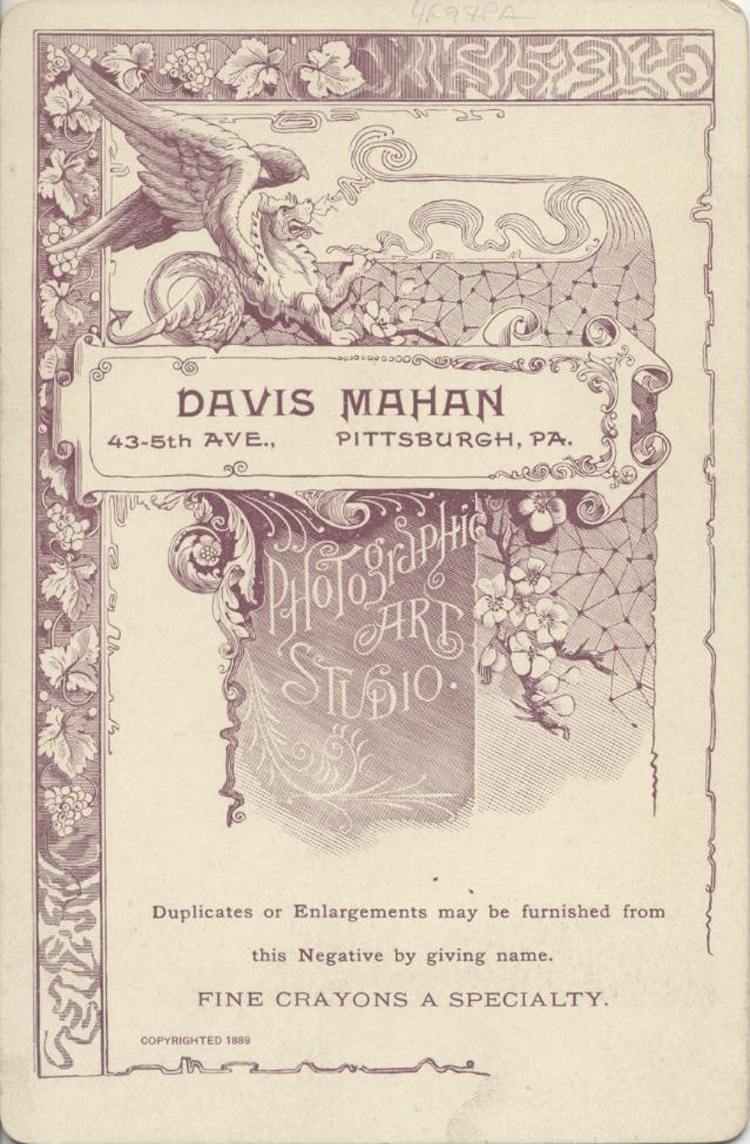 DAVIS MAHAN
43-5th AVE., PITTSBURGH, PA.
PHOTOGRAPHIC
ART
STUDIO.
Duplicates or Enlargements may be furnished from
this Negative by giving name.
FINE CRAYONS A SPECIALTY.
COPYRIGHTED 1889